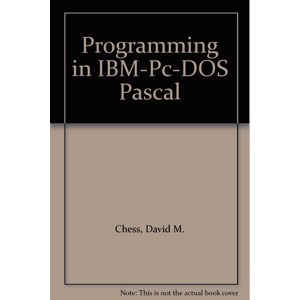 Programming
in IBM-Pc-DOS
Pascal
Chess, David M.
Note: This is not the actual book cover